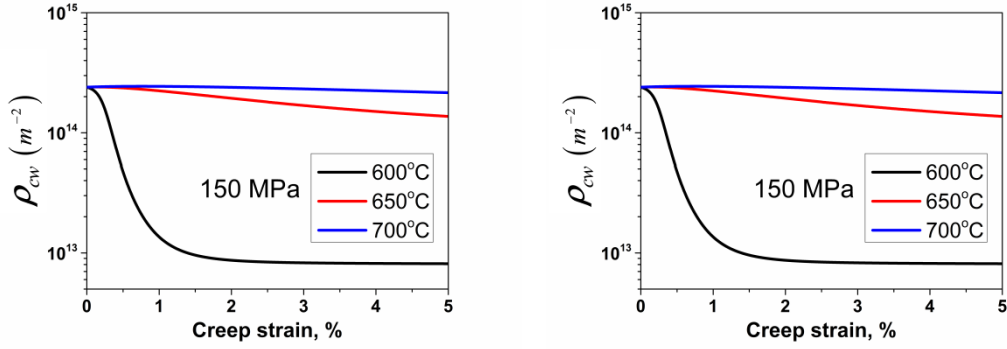 10^15
10^14
10^13
ρ_cw (m^−2)
150 MPa
600°C
650°C
700°C
0 1 2 3 4 5
Creep strain, %
10^15
10^14
10^13
ρ_cw (m^−2)
150 MPa
600°C
650°C
700°C
0 1 2 3 4 5
Creep strain, %